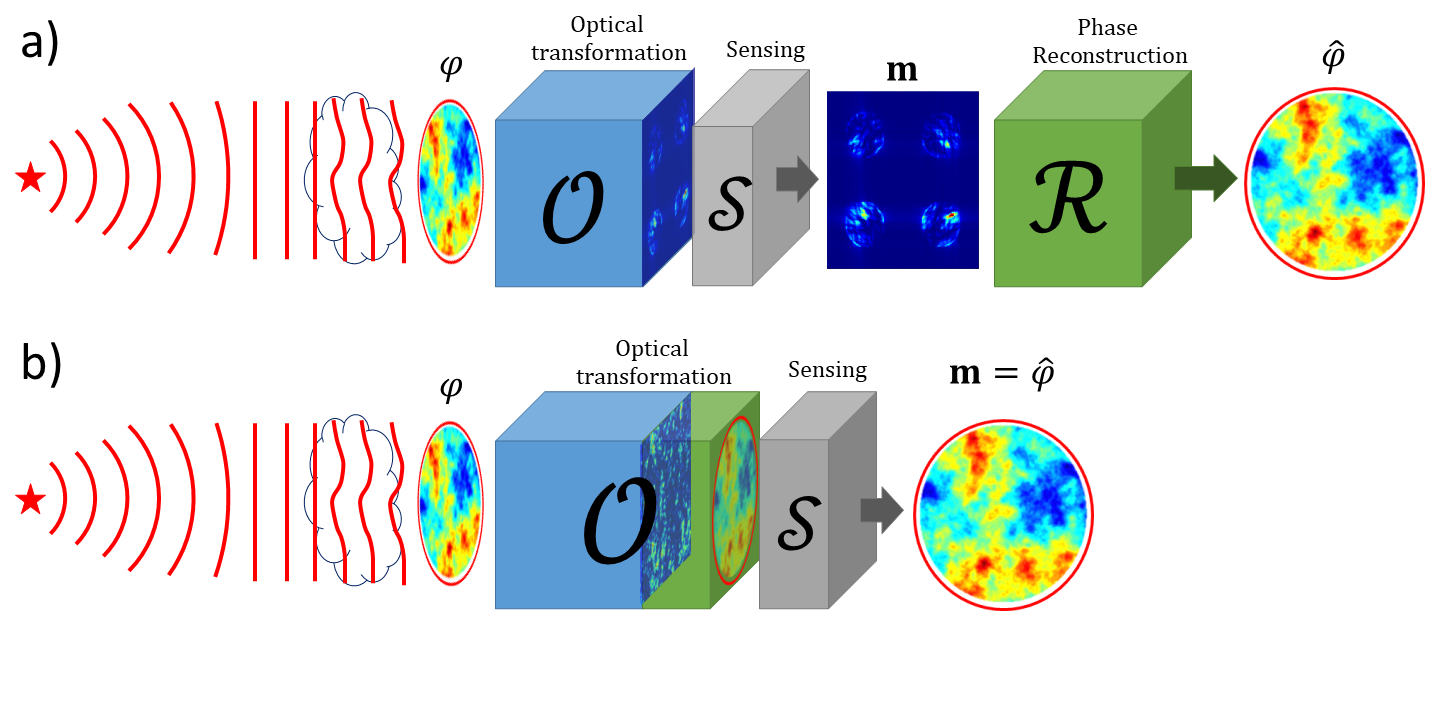 a)
φ
Optical
transformation
𝒪
Sensing
𝒮
m
Phase
Reconstruction
ℛ
φ̂
b)
φ
Optical
transformation
𝒪
Sensing
𝒮
m = φ̂